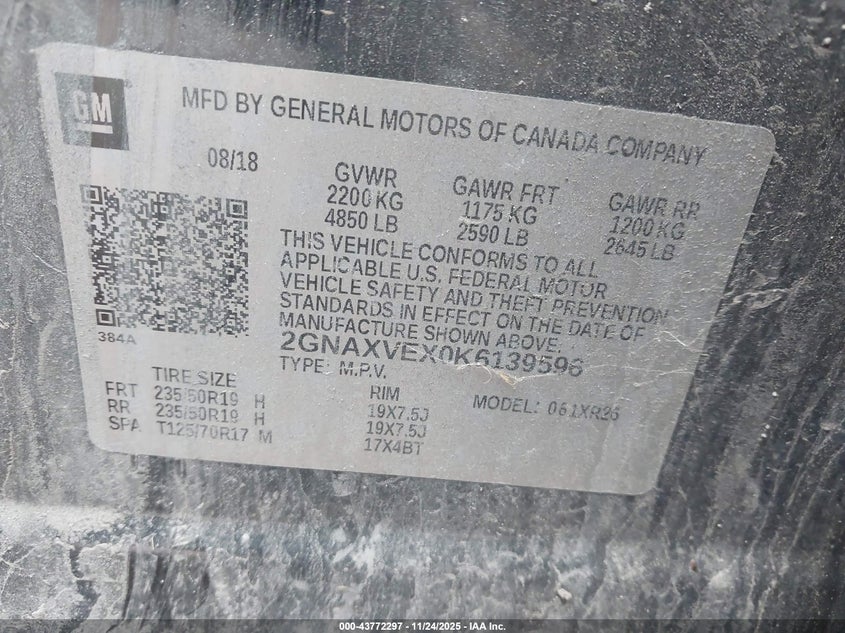 GM
MFD BY GENERAL MOTORS OF CANADA COMPANY
08/18
GVWR
2200 KG
4850 LB
GAWR FRT
1175 KG
2590 LB
GAWR RR
1200 KG
2645 LB
THIS VEHICLE CONFORMS TO ALL
APPLICABLE U.S. FEDERAL MOTOR
VEHICLE SAFETY AND THEFT PREVENTION
STANDARDS IN EFFECT ON THE DATE OF
MANUFACTURE SHOWN ABOVE.
384A
2GNAXVEX0K6139596
TYPE: M.P.V.
TIRE SIZE
RIM
MODEL: 061XR26
FRT 235/50R19 H 19X7.5J
RR 235/50R19 H 19X7.5J
SPA T125/70R17 M 17X4BT
000-43772297 - 11/24/2025 - IAA Inc.